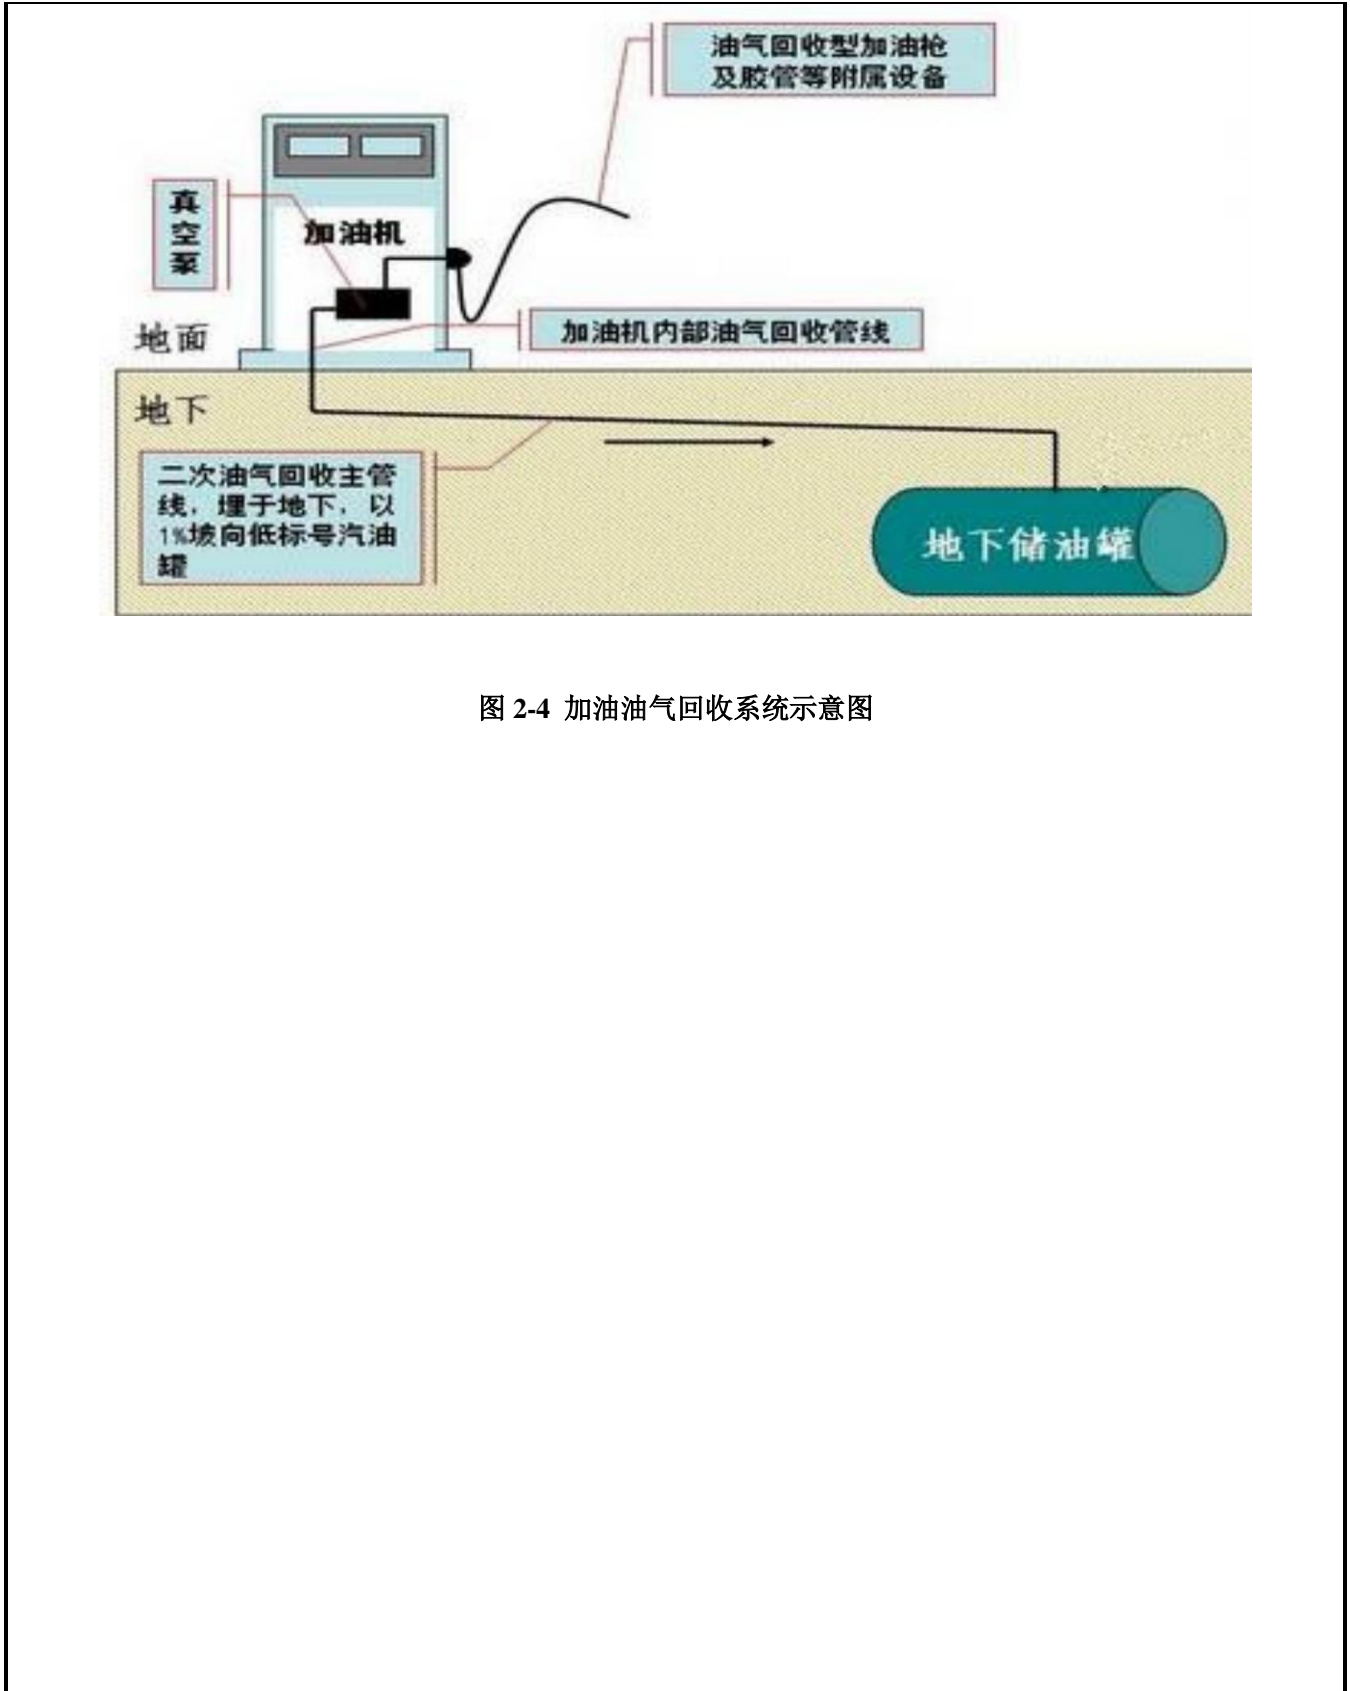 油气回收型加油枪
及胶管等附属设备
真
空
泵
加油机
加油机内部油气回收管线
地面
地下
二次油气回收主管
线，埋于地下，以
1%坡向低标号汽油
罐
地下储油罐
图 2-4 加油油气回收系统示意图